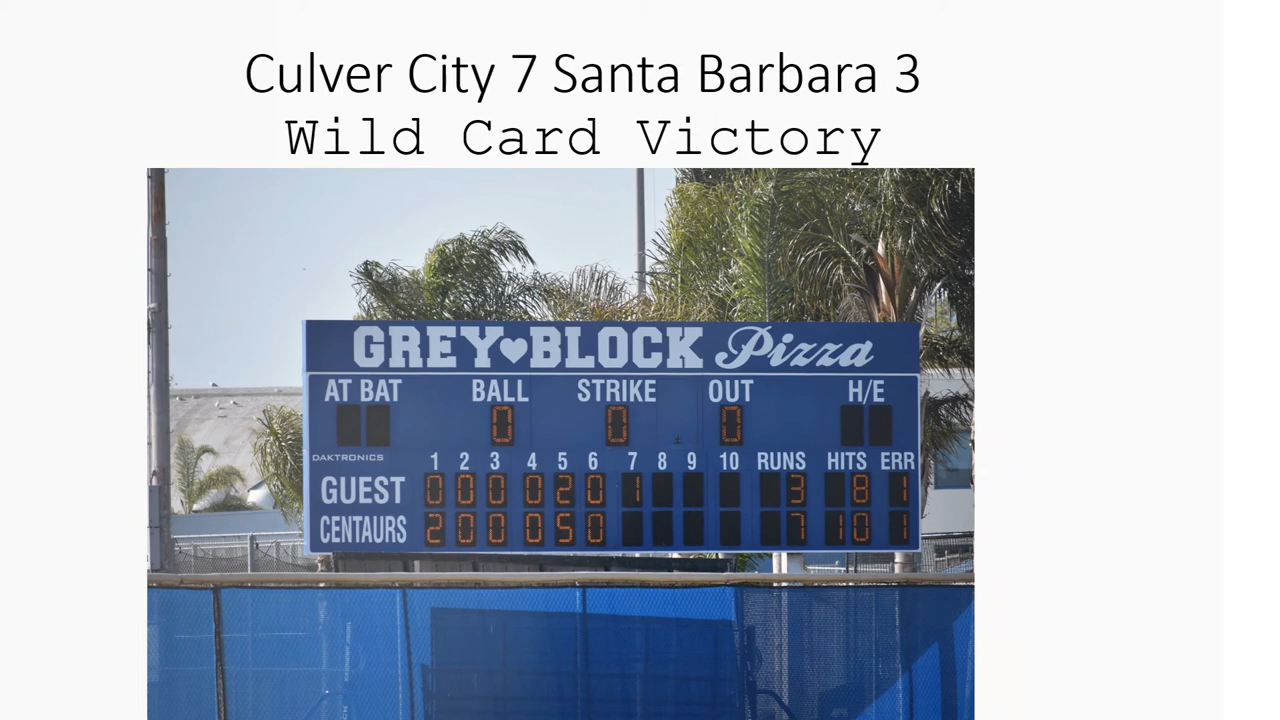 Culver City 7 Santa Barbara 3
Wild Card Victory
GREY♥BLOCK Pizza
AT BAT BALL STRIKE OUT H/E
0 0 0
DAKTRONICS 1 2 3 4 5 6 7 8 9 10 RUNS HITS ERR
GUEST 0 0 0 0 2 0 1 3 8 1
CENTAURS 2 0 0 0 5 0 7 10 1